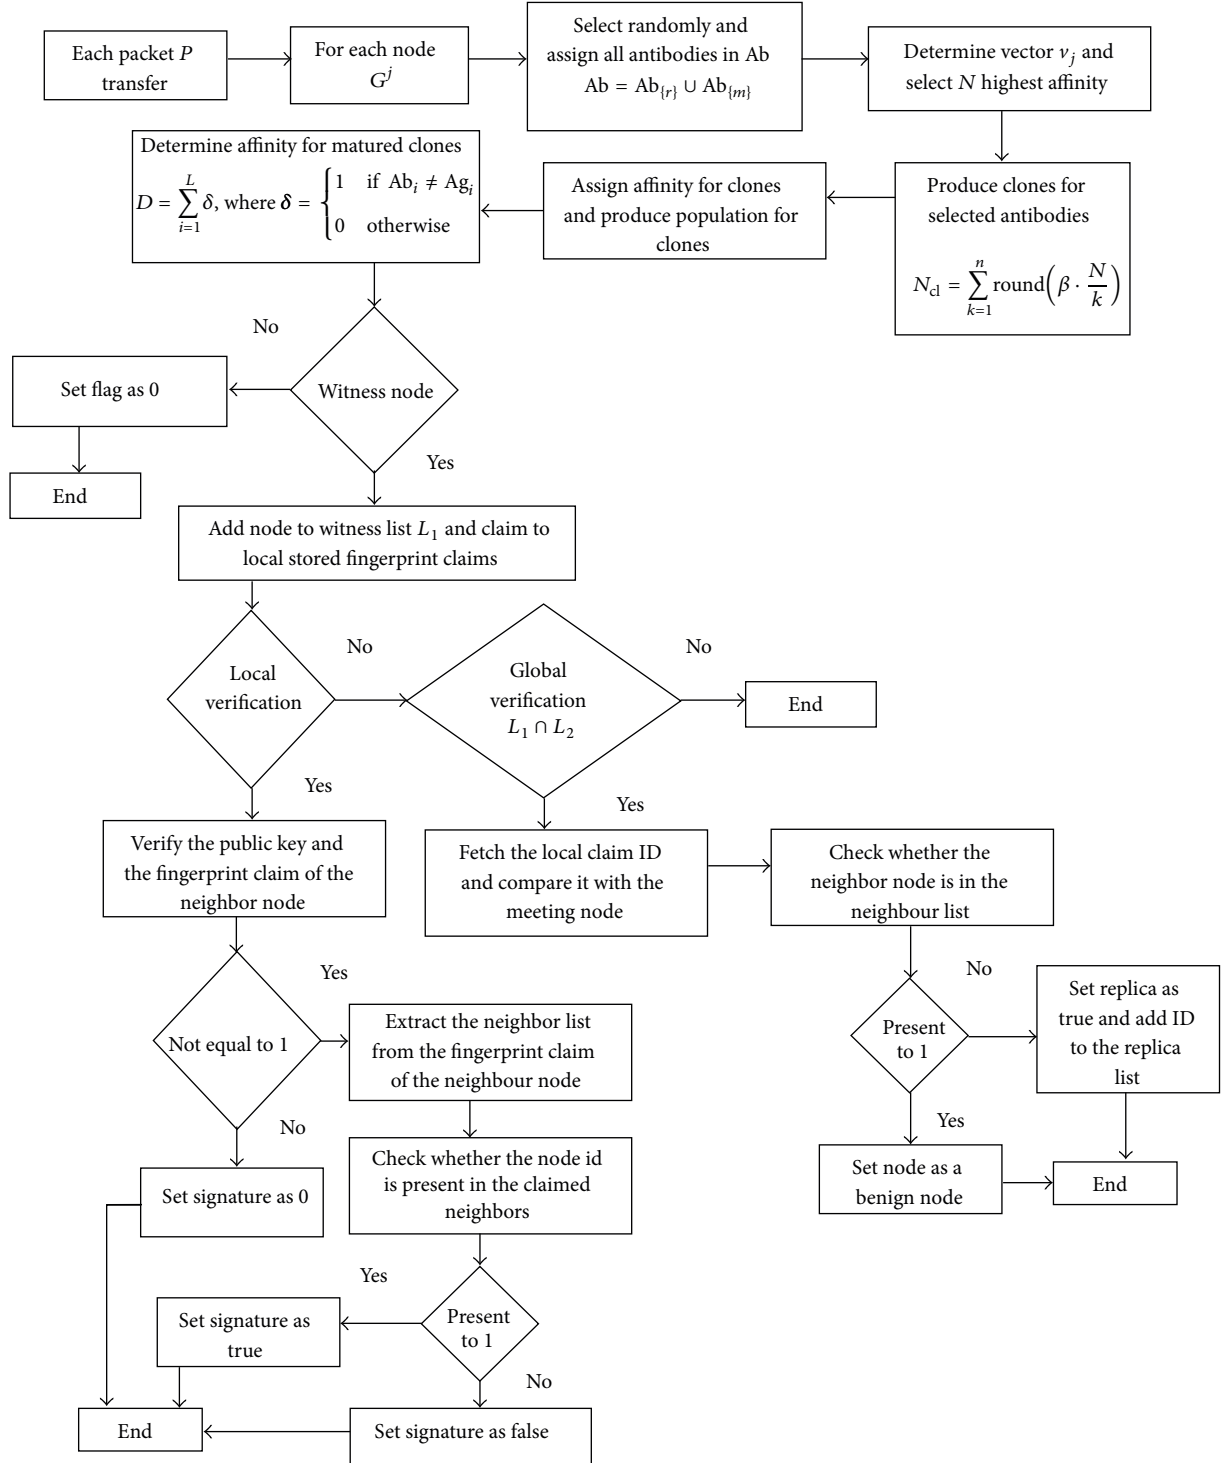 Each packet P
transfer
For each node
G^j
Select randomly and
assign all antibodies in Ab
Ab = Ab_{r} ∪ Ab_{m}
Determine vector v_j and
select N highest affinity
Produce clones for
selected antibodies
N_cl = ∑_{k=1}^{n} round(β · N/k)
Assign affinity for clones
and produce population for
clones
Determine affinity for matured clones
D = ∑_{i=1}^{L} δ, where δ = { 1 if Ab_i ≠ Ag_i
0 otherwise
Witness node
No
Set flag as 0
End
Yes
Add node to witness list L_1 and claim to
local stored fingerprint claims
Local
verification
No
Global
verification
L_1 ∩ L_2
No
End
Yes
Verify the public key and
the fingerprint claim of the
neighbor node
Yes
Fetch the local claim ID
and compare it with the
meeting node
Check whether the
neighbor node is in the
neighbour list
Present
to 1
No
Set replica as
true and add ID
to the replica
list
Yes
Set node as a
benign node
End
Not equal to 1
Yes
Extract the neighbor list
from the fingerprint claim
of the neighbour node
No
Set signature as 0
Check whether the node id
is present in the claimed
neighbors
Present
to 1
Yes
Set signature as
true
No
Set signature as false
End